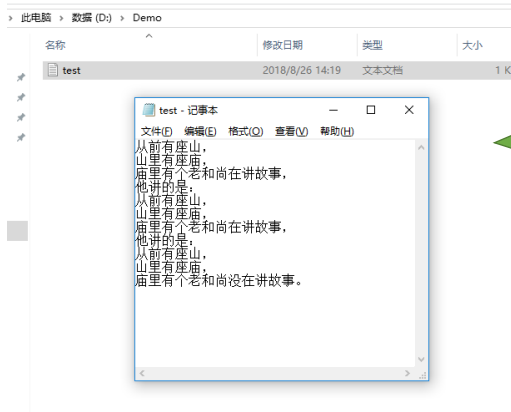 此电脑 › 数据 (D:) › Demo
名称 修改日期 类型 大小
test 2018/8/26 14:19 文本文档 1 K
test - 记事本
文件(F) 编辑(E) 格式(O) 查看(V) 帮助(H)
从前有座山，
山里有座庙，
庙里有个老和尚在讲故事，
他讲的是：
从前有座山，
山里有座庙，
庙里有个老和尚在讲故事，
他讲的是：
从前有座山，
山里有座庙，
庙里有个老和尚没在讲故事。